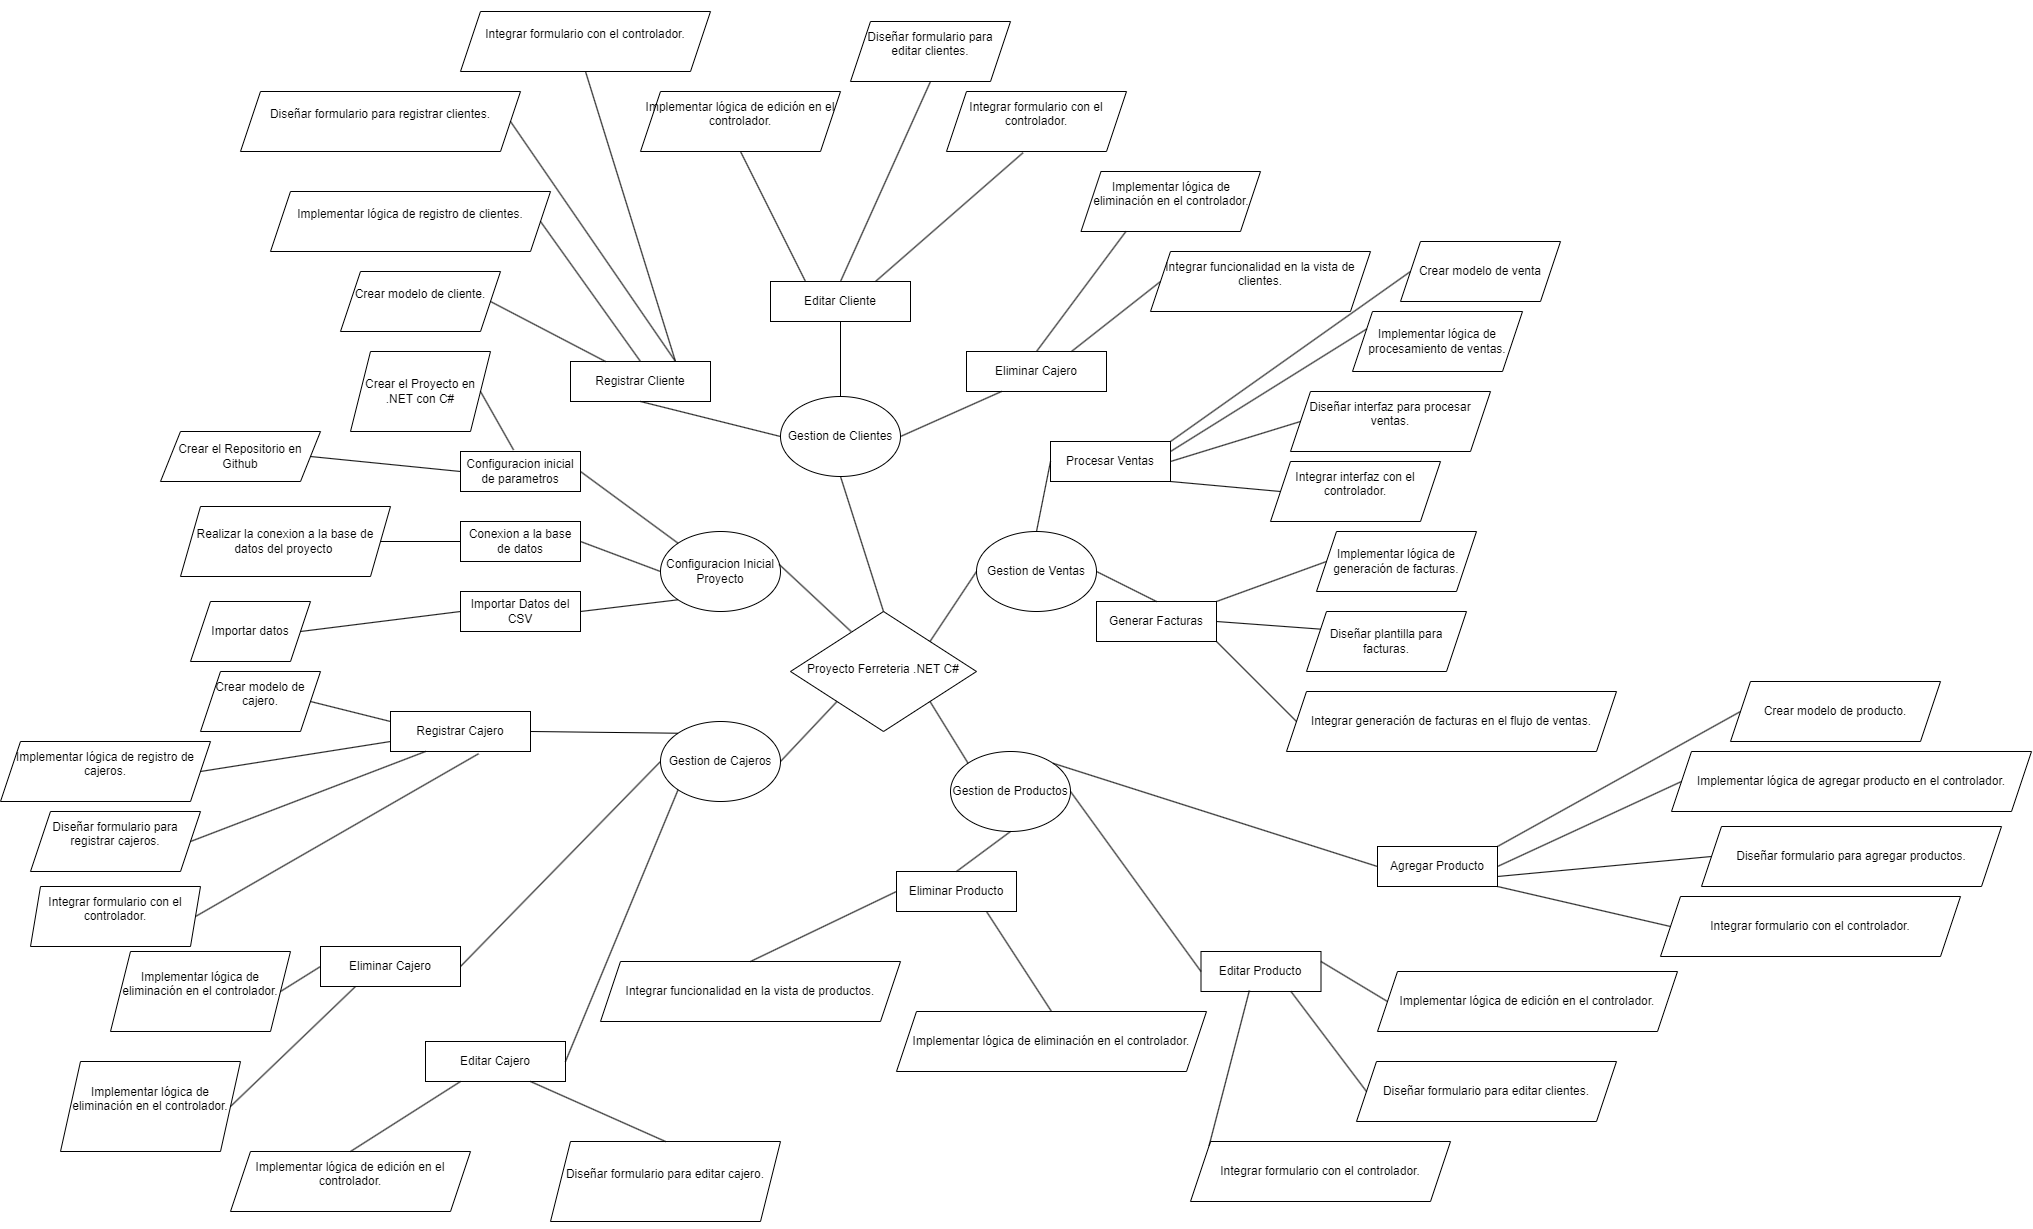 Integrar formulario con el controlador.
Diseñar formulario para
editar clientes.
Diseñar formulario para registrar clientes.
Implementar lógica de edición en el
controlador.
Integrar formulario con el
controlador.
Implementar lógica de registro de clientes.
Implementar lógica de
eliminación en el controlador.
Crear modelo de cliente.
Editar Cliente
Integrar funcionalidad en la vista de
clientes.
Crear modelo de venta
Implementar lógica de
procesamiento de ventas.
Registrar Cliente
Eliminar Cajero
Crear el Proyecto en
.NET con C#
Diseñar interfaz para procesar
ventas.
Gestion de Clientes
Crear el Repositorio en
Github
Configuracion inicial
de parametros
Procesar Ventas
Integrar interfaz con el
controlador.
Realizar la conexion a la base de
datos del proyecto
Conexion a la base
de datos
Configuracion Inicial
Proyecto
Gestion de Ventas
Implementar lógica de
generación de facturas.
Importar datos
Importar Datos del
CSV
Generar Facturas
Diseñar plantilla para
facturas.
Proyecto Ferreteria .NET C#
Crear modelo de
cajero.
Registrar Cajero
Integrar generación de facturas en el flujo de ventas.
Crear modelo de producto.
Implementar lógica de registro de
cajeros.
Gestion de Cajeros
Gestion de Productos
Implementar lógica de agregar producto en el controlador.
Diseñar formulario para
registrar cajeros.
Agregar Producto
Diseñar formulario para agregar productos.
Integrar formulario con el
controlador.
Eliminar Producto
Integrar formulario con el controlador.
Implementar lógica de
eliminación en el controlador.
Eliminar Cajero
Integrar funcionalidad en la vista de productos.
Editar Producto
Implementar lógica de edición en el controlador.
Editar Cajero
Implementar lógica de eliminación en el controlador.
Implementar lógica de
eliminación en el controlador.
Diseñar formulario para editar clientes.
Implementar lógica de edición en el
controlador.
Diseñar formulario para editar cajero.
Integrar formulario con el controlador.